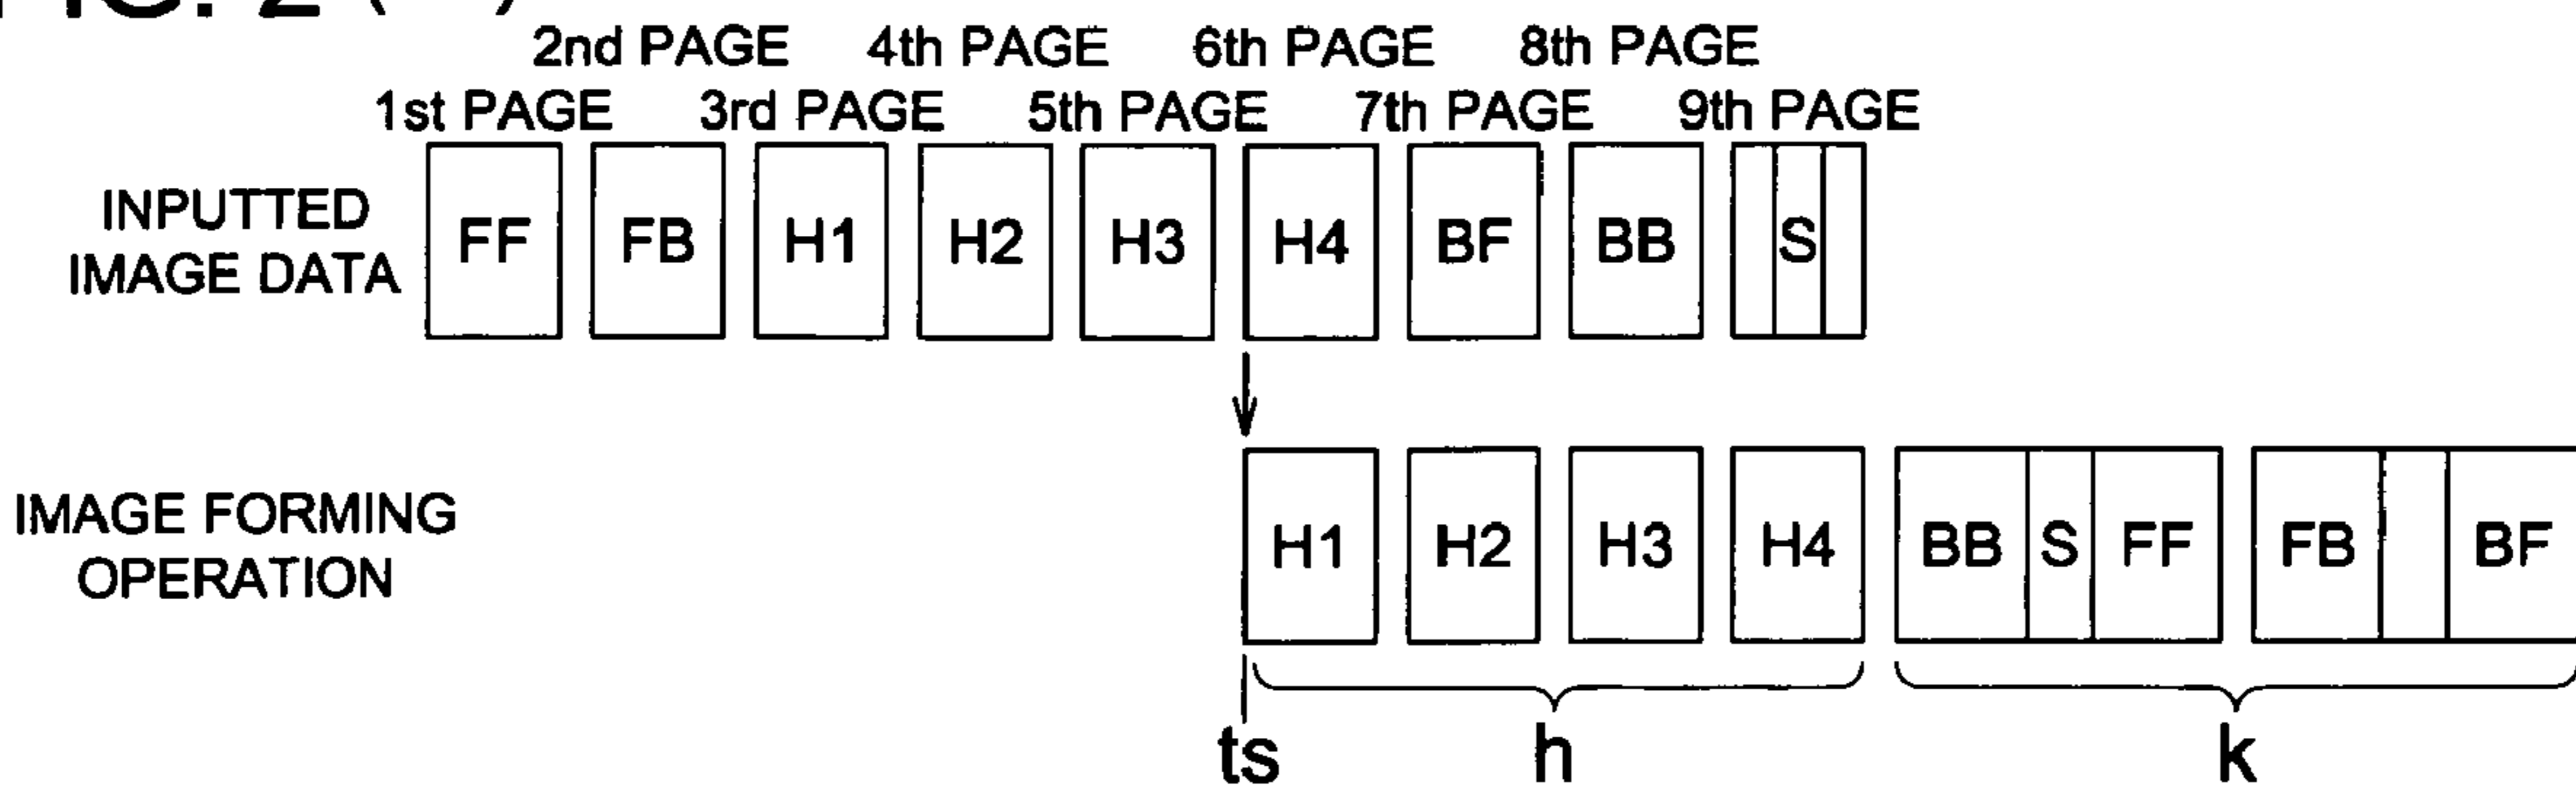 2nd PAGE 4th PAGE 6th PAGE 8th PAGE
1st PAGE 3rd PAGE 5th PAGE 7th PAGE 9th PAGE
INPUTTED
IMAGE DATA
FF FB H1 H2 H3 H4 BF BB S
IMAGE FORMING
OPERATION
H1 H2 H3 H4 BB S FF FB BF
ts h k